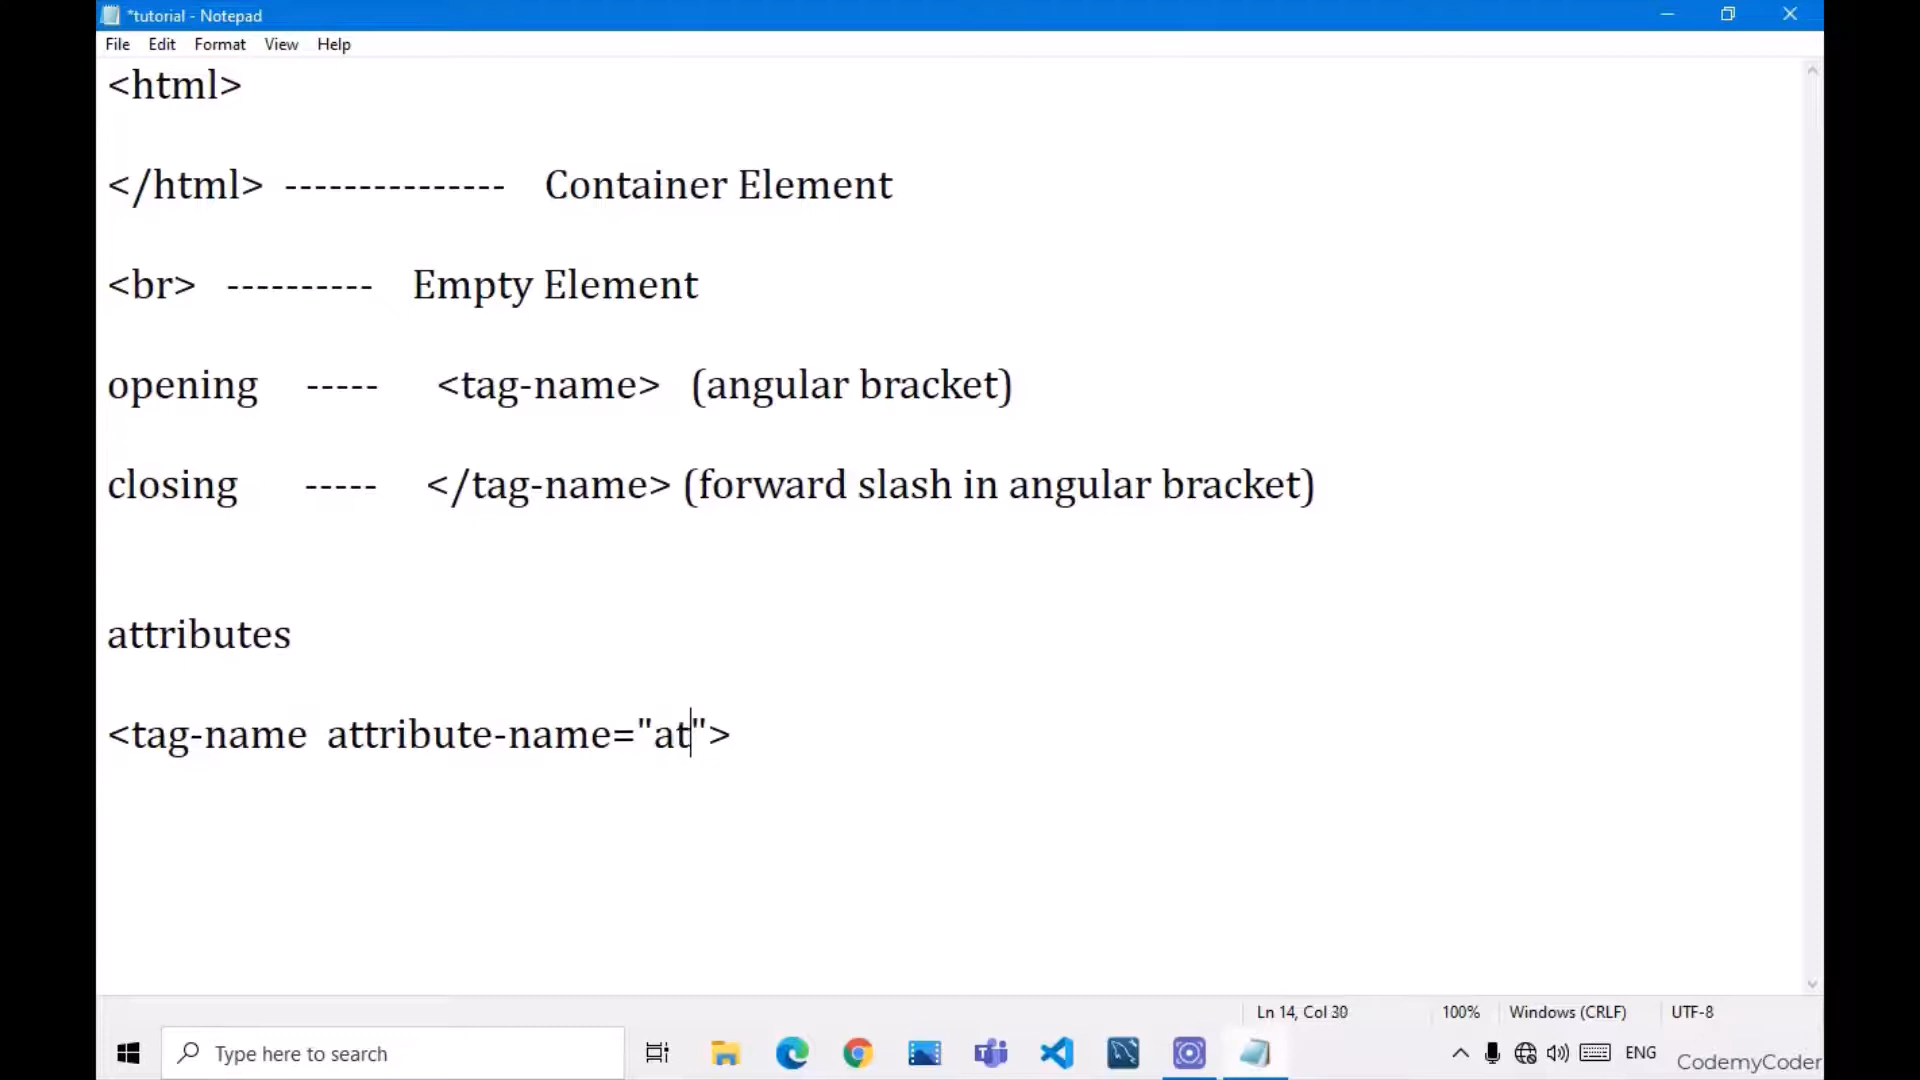 *tutorial - Notepad
File Edit Format View Help
<html>
</html> --------------- Container Element
<br> ---------- Empty Element
opening ----- <tag-name> (angular bracket)
closing ----- </tag-name> (forward slash in angular bracket)
attributes
<tag-name attribute-name="at">
Ln 14, Col 30 100% Windows (CRLF) UTF-8
Type here to search ENG CodemyCoder